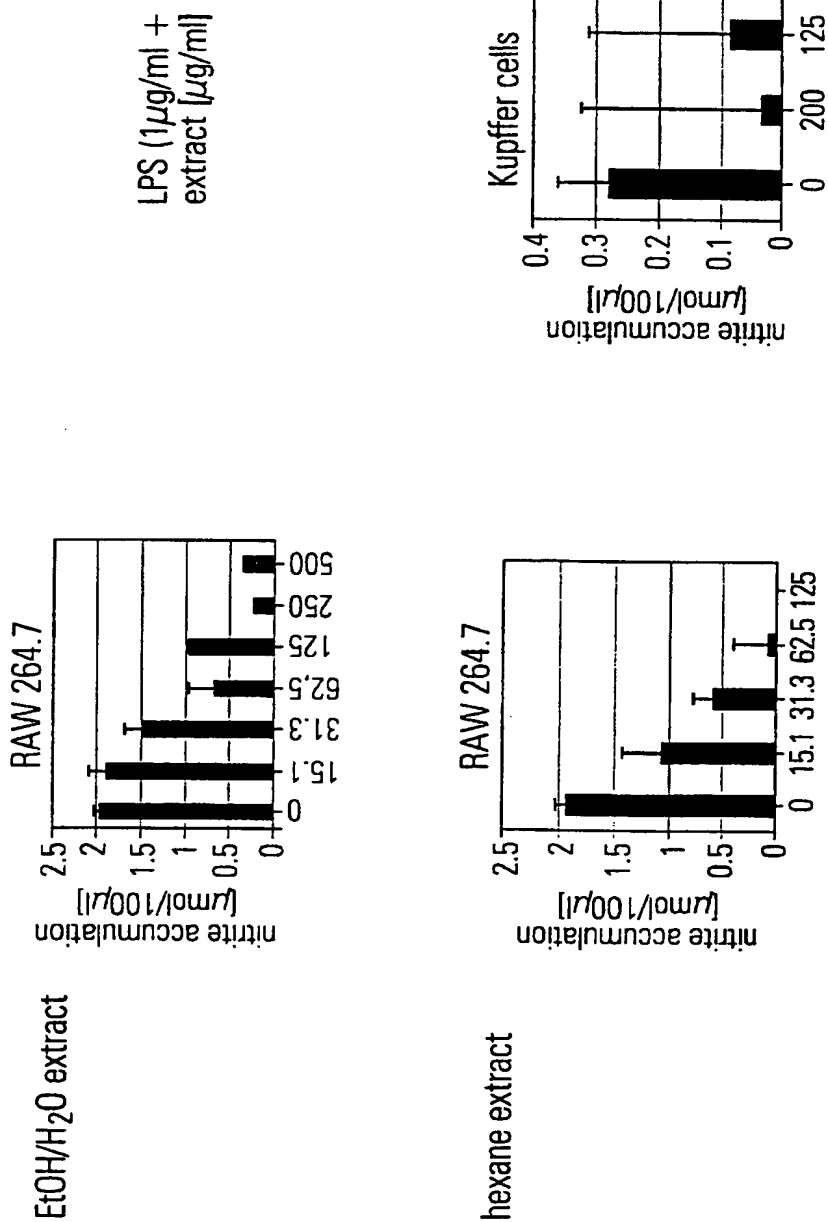 EtOH/H2O extract
RAW 264.7
nitrite accumulation
[μmol/100μl]
2.5
2
1.5
1
0.5
0
0 15.1 31.3 62,5 125 250 500
LPS (1μg/ml +
extract [μg/ml]
hexane extract
RAW 264.7
nitrite accumulation
[μmol/100μl]
2.5
2
1.5
1
0.5
0
0 15.1 31.3 62.5 125
Kupffer cells
nitrite accumulation
[μmol/100μl]
0.4
0.3
0.2
0.1
0
0 200 125